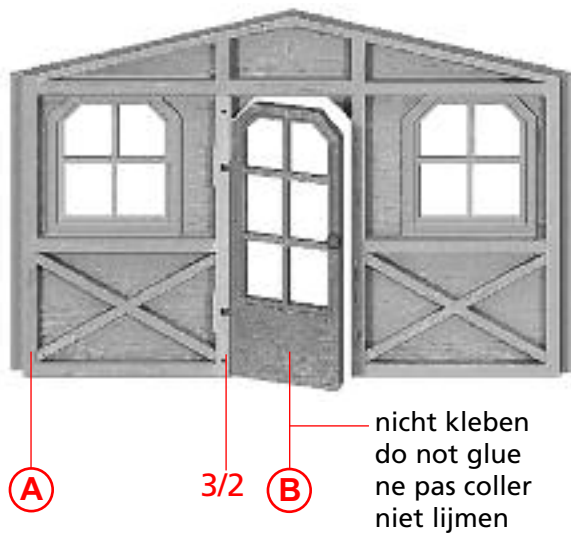 nicht kleben
do not glue
ne pas coller
niet lijmen
A
3/2
B